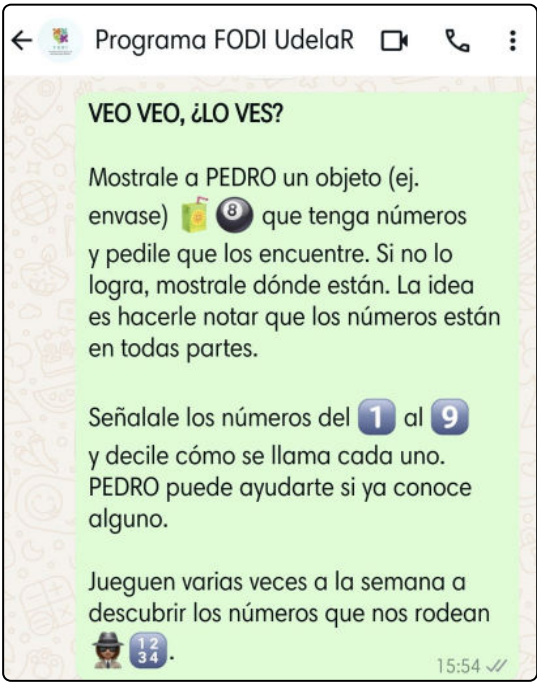 Programa FODI UdelaR
VEO VEO, ¿LO VES?
Mostrale a PEDRO un objeto (ej.
envase) 🧃 🎱 que tenga números
y pedile que los encuentre. Si no lo
logra, mostrale dónde están. La idea
es hacerle notar que los números están
en todas partes.
Señalale los números del 1️⃣ al 9️⃣
y decile cómo se llama cada uno.
PEDRO puede ayudarte si ya conoce
alguno.
Jueguen varias veces a la semana a
descubrir los números que nos rodean
🕵🏽‍♀️ 🔢.
15:54